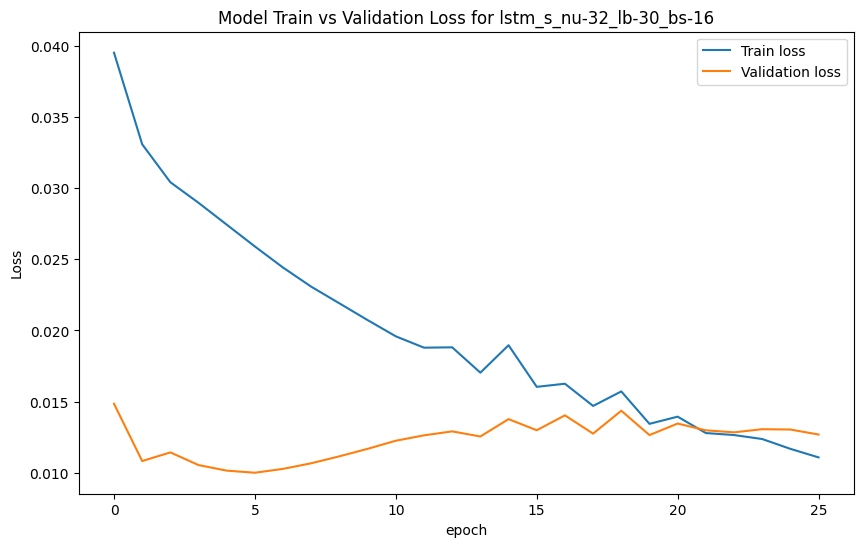 Model Train vs Validation Loss for lstm_s_nu-32_lb-30_bs-16
Train loss
Validation loss
0.040
0.035
0.030
0.025
0.020
0.015
0.010
Loss
0 5 10 15 20 25
epoch